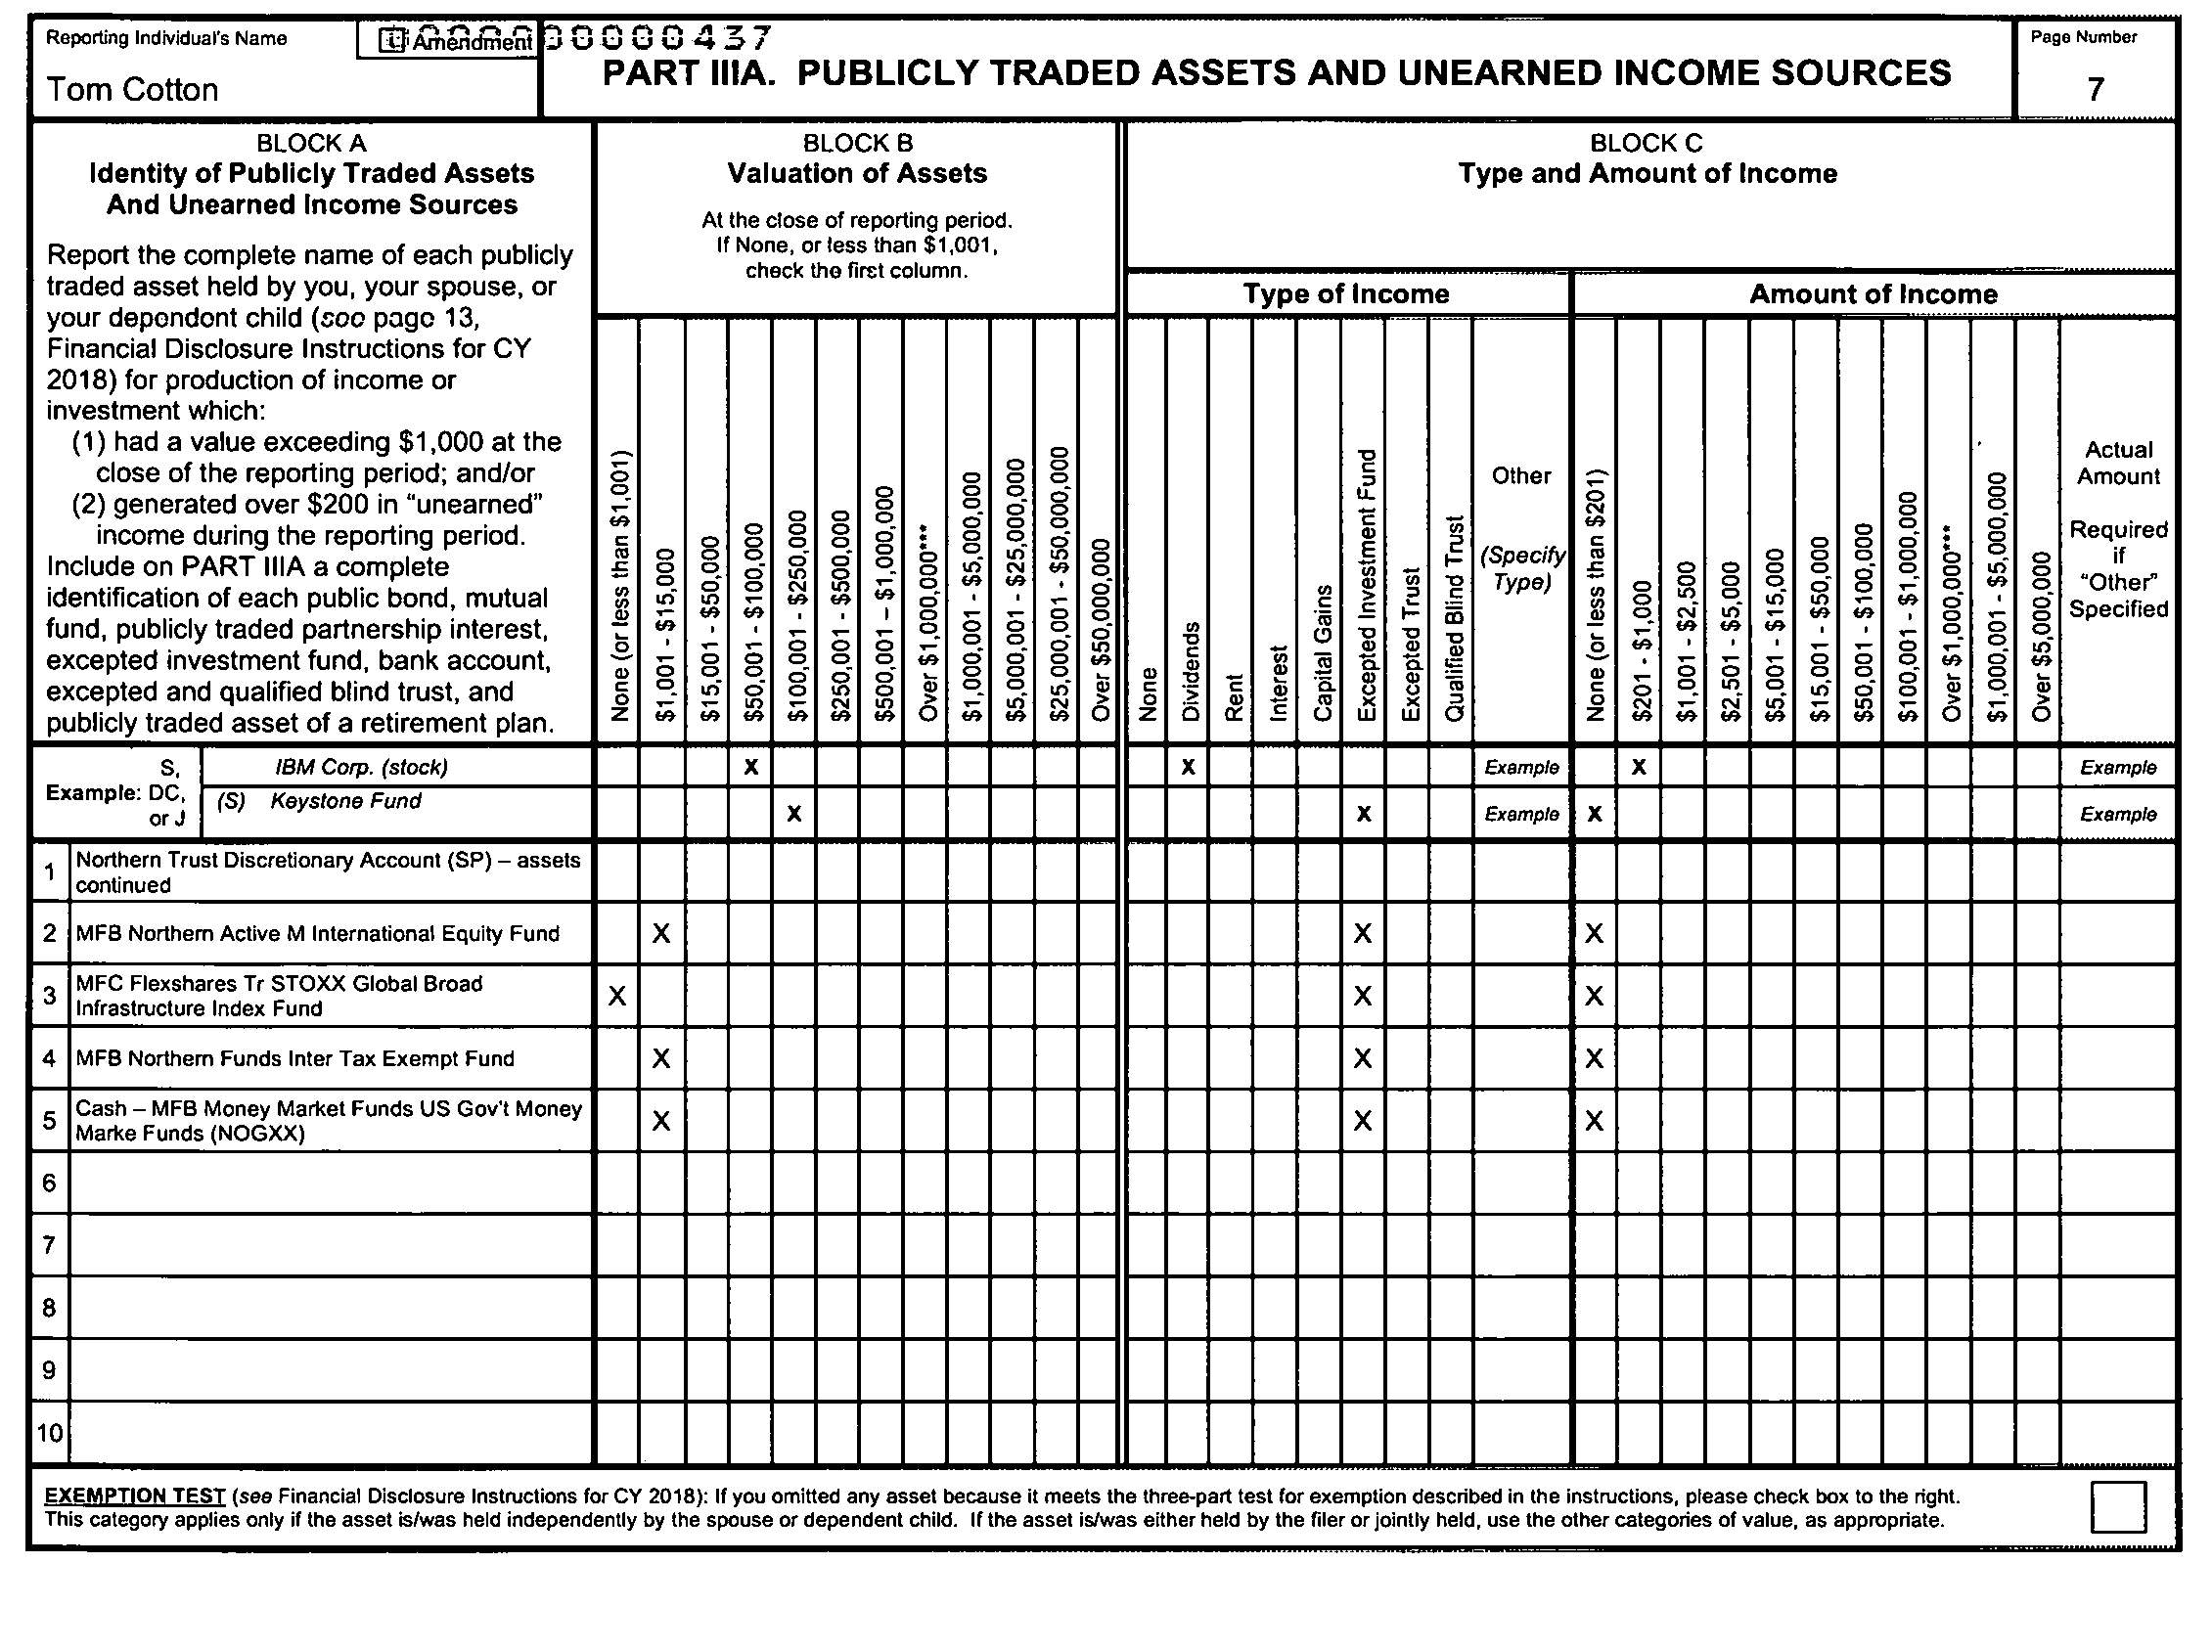 Reporting Individual's Name
Amendment
00000000437
Tom Cotton
PART IIIA. PUBLICLY TRADED ASSETS AND UNEARNED INCOME SOURCES
Page Number
7
BLOCK A
Identity of Publicly Traded Assets
And Unearned Income Sources
Report the complete name of each publicly
traded asset held by you, your spouse, or
your dependent child (see page 13,
Financial Disclosure Instructions for CY
2018) for production of income or
investment which:
(1) had a value exceeding $1,000 at the
close of the reporting period; and/or
(2) generated over $200 in "unearned"
income during the reporting period.
Include on PART IIIA a complete
identification of each public bond, mutual
fund, publicly traded partnership interest,
excepted investment fund, bank account,
excepted and qualified blind trust, and
publicly traded asset of a retirement plan.
BLOCK B
Valuation of Assets
At the close of reporting period.
If None, or less than $1,001,
check the first column.
None (or less than $1,001)
$1,001 - $15,000
$15,001 - $50,000
$50,001 - $100,000
$100,001 - $250,000
$250,001 - $500,000
$500,001 – $1,000,000
Over $1,000,000***
$1,000,001 - $5,000,000
$5,000,001 - $25,000,000
$25,000,001 - $50,000,000
Over $50,000,000
BLOCK C
Type and Amount of Income
Type of Income
None
Dividends
Rent
Interest
Capital Gains
Excepted Investment Fund
Excepted Trust
Qualified Blind Trust
Other
(Specify
Type)
Amount of Income
None (or less than $201)
$201 - $1,000
$1,001 - $2,500
$2,501 - $5,000
$5,001 - $15,000
$15,001 - $50,000
$50,001 - $100,000
$100,001 - $1,000,000
Over $1,000,000***
$1,000,001 - $5,000,000
Over $5,000,000
Actual
Amount
Required
if
"Other"
Specified
Example:
S,
DC,
or J
IBM Corp. (stock) X X Example X Example
(S) Keystone Fund X X Example X Example
1 Northern Trust Discretionary Account (SP) – assets
continued
2 MFB Northern Active M International Equity Fund X X X
3 MFC Flexshares Tr STOXX Global Broad
Infrastructure Index Fund X X X
4 MFB Northern Funds Inter Tax Exempt Fund X X X
5 Cash – MFB Money Market Funds US Gov't Money
Marke Funds (NOGXX) X X X
6
7
8
9
10
EXEMPTION TEST (see Financial Disclosure Instructions for CY 2018): If you omitted any asset because it meets the three-part test for exemption described in the instructions, please check box to the right.
This category applies only if the asset is/was held independently by the spouse or dependent child. If the asset is/was either held by the filer or jointly held, use the other categories of value, as appropriate.